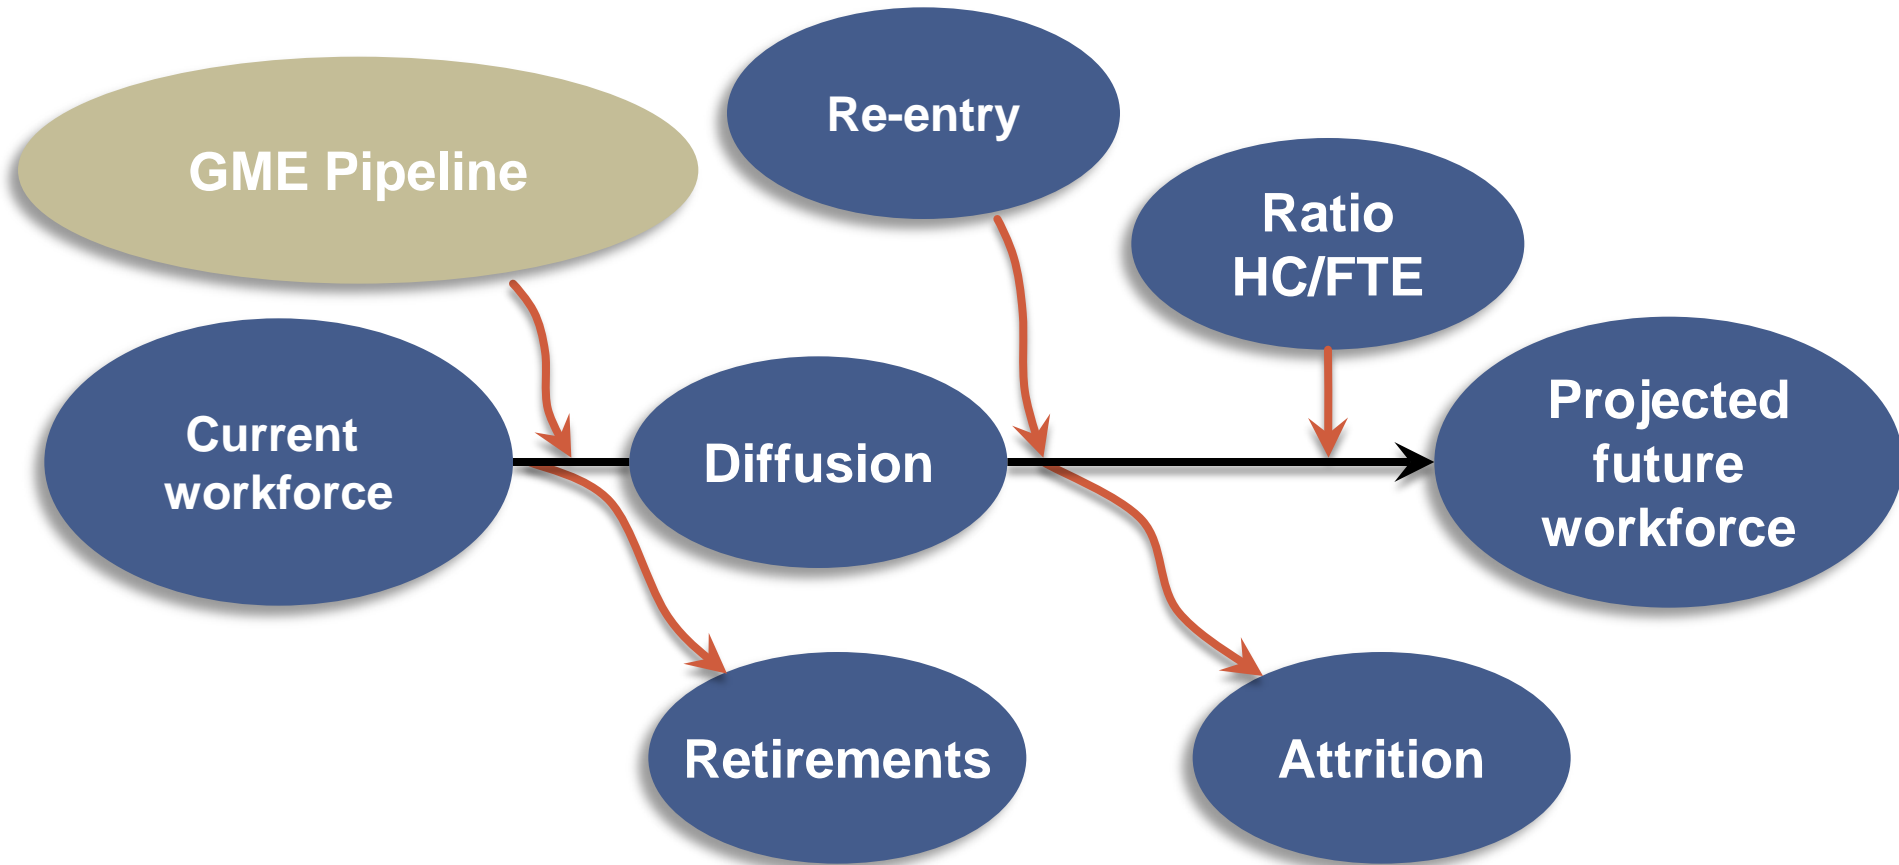 GME Pipeline
Re-entry
Ratio
HC/FTE
Current
workforce
Diffusion
Projected
future
workforce
Retirements
Attrition